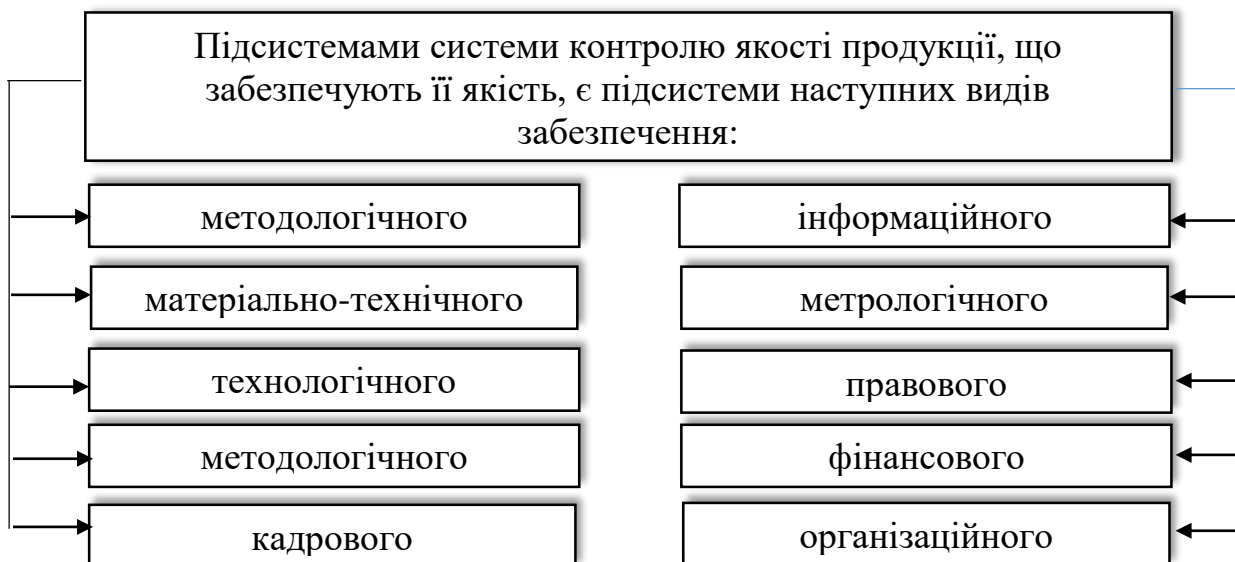 Підсистемами системи контролю якості продукції, що
забезпечують її якість, є підсистеми наступних видів
забезпечення:
методологічного
інформаційного
матеріально-технічного
метрологічного
технологічного
правового
методологічного
фінансового
кадрового
організаційного